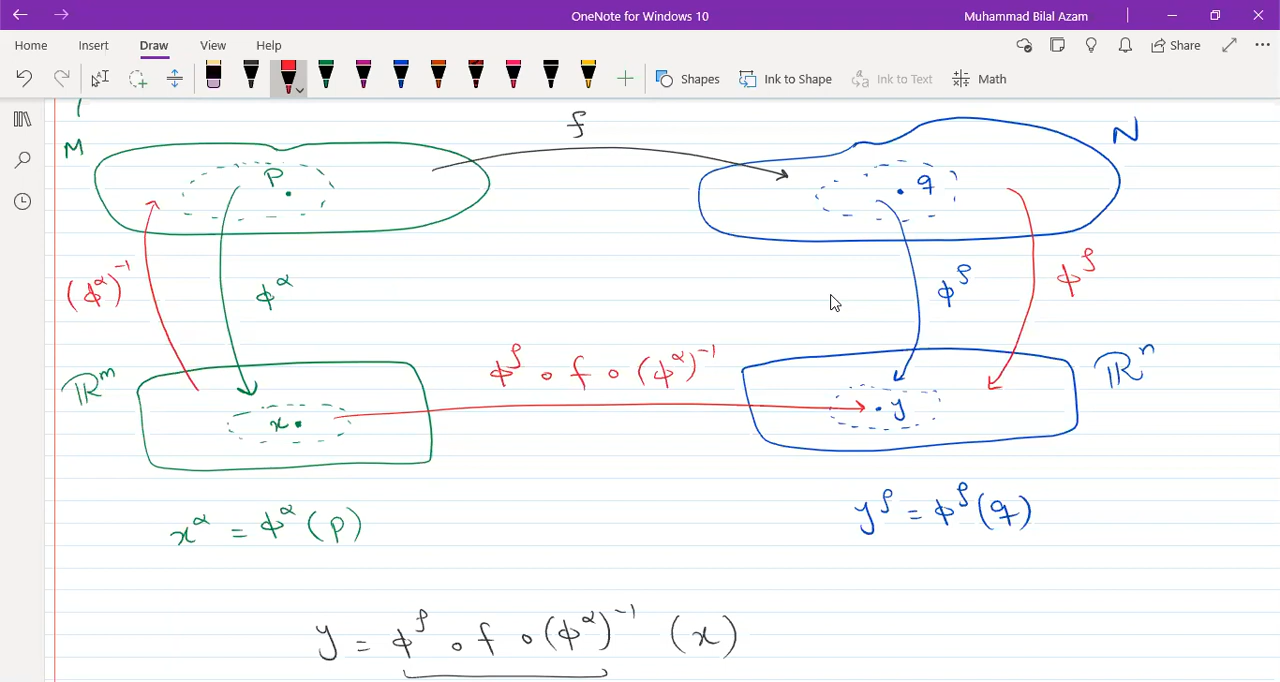 OneNote for Windows 10 Muhammad Bilal Azam
Home Insert Draw View Help Share
Shapes Ink to Shape Ink to Text Math
f
M N
p q
(ϕ^α)^-1 ϕ^α ϕ^ρ ϕ^ρ
ϕ^ρ ∘ f ∘ (ϕ^α)^-1
ℝ^m ℝ^n
x y
x^α = ϕ^α (p) y^ρ = ϕ^ρ (q)
y = ϕ^ρ ∘ f ∘ (ϕ^α)^-1 (x)